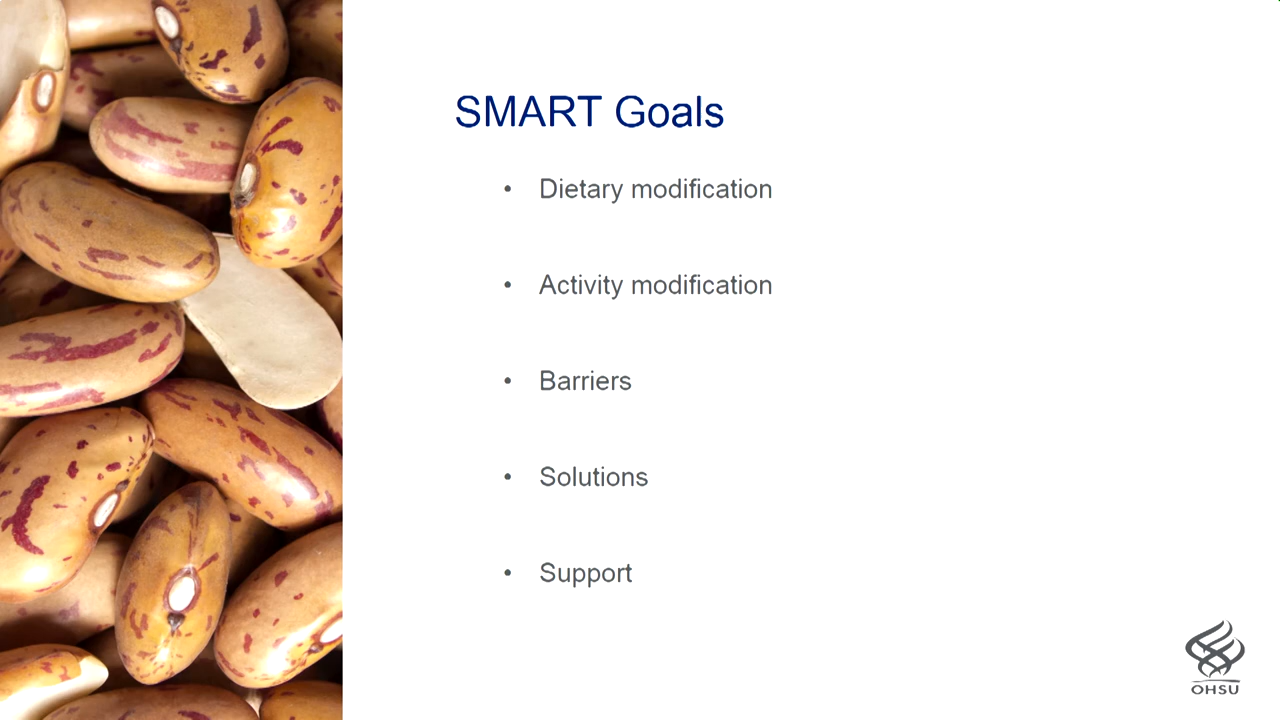 SMART Goals
• Dietary modification
• Activity modification
• Barriers
• Solutions
• Support
OHSU